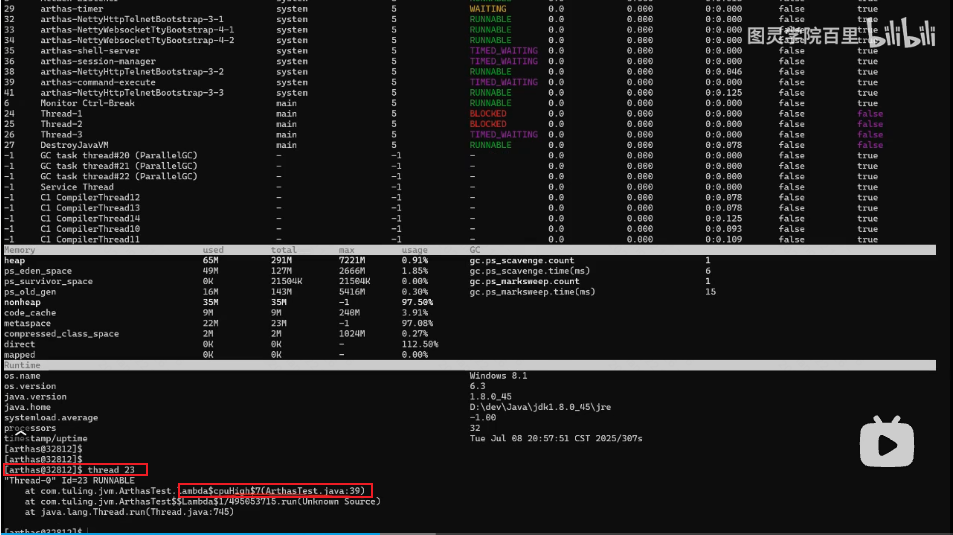 29 arthas-timer system 5 WAITING 0.0 0.000 0:0.000 false true
32 arthas-NettyHttpTelnetBootstrap-3-1 system 5 RUNNABLE 0.0 0.000 0:0.000 false true
33 arthas-NettyWebsocketTtyBootstrap-4-1 system 5 RUNNABLE 0.0 0.000 false
图灵学院百里 bilibili
34 arthas-NettyWebsocketTtyBootstrap-4-2 system 5 RUNNABLE 0.0 0.000 false
35 arthas-shell-server system 5 TIMED_WAITING 0.0 0.000 0:0.000 false true
36 arthas-session-manager system 5 TIMED_WAITING 0.0 0.000 0:0.000 false true
38 arthas-NettyHttpTelnetBootstrap-3-2 system 5 RUNNABLE 0.0 0.000 0:0.046 false true
39 arthas-command-execute system 5 TIMED_WAITING 0.0 0.000 0:0.000 false true
41 arthas-NettyHttpTelnetBootstrap-3-3 system 5 RUNNABLE 0.0 0.000 0:0.125 false true
6 Monitor Ctrl-Break main 5 RUNNABLE 0.0 0.000 0:0.000 false true
24 Thread-1 main 5 BLOCKED 0.0 0.000 0:0.000 false false
25 Thread-2 main 5 BLOCKED 0.0 0.000 0:0.000 false false
26 Thread-3 main 5 TIMED_WAITING 0.0 0.000 0:0.000 false false
27 DestroyJavaVM main 5 RUNNABLE 0.0 0.000 0:0.078 false false
-1 GC task thread#20 (ParallelGC) - -1 - 0.0 0.000 0:0.000 false true
-1 GC task thread#21 (ParallelGC) - -1 - 0.0 0.000 0:0.000 false true
-1 GC task thread#22 (ParallelGC) - -1 - 0.0 0.000 0:0.000 false true
-1 Service Thread - -1 - 0.0 0.000 0:0.000 false true
-1 C1 CompilerThread12 - -1 - 0.0 0.000 0:0.078 false true
-1 C1 CompilerThread13 - -1 - 0.0 0.000 0:0.078 false true
-1 C1 CompilerThread14 - -1 - 0.0 0.000 0:0.125 false true
-1 C1 CompilerThread10 - -1 - 0.0 0.000 0:0.093 false true
-1 C1 CompilerThread11 - -1 - 0.0 0.000 0:0.109 false true
Memory used total max usage GC
heap 65M 291M 7221M 0.91% gc.ps_scavenge.count 1
ps_eden_space 49M 127M 2666M 1.85% gc.ps_scavenge.time(ms) 6
ps_survivor_space 0K 21504K 21504K 0.00% gc.ps_marksweep.count 1
ps_old_gen 16M 143M 5416M 0.30% gc.ps_marksweep.time(ms) 15
nonheap 35M 35M -1 97.50%
code_cache 9M 9M 240M 3.91%
metaspace 22M 23M -1 97.08%
compressed_class_space 2M 2M 1024M 0.27%
direct 0K 0K - 112.50%
mapped 0K 0K - 0.00%
Runtime
os.name Windows 8.1
os.version 6.3
java.version 1.8.0_45
java.home D:\dev\Java\jdk1.8.0_45\jre
systemload.average -1.00
processors 32
timestamp/uptime Tue Jul 08 20:57:51 CST 2025/307s
[arthas@32812]$
[arthas@32812]$
[arthas@32812]$ thread 23
"Thread-0" Id=23 RUNNABLE
at com.tuling.jvm.ArthasTest.lambda$cpuHigh$7(ArthasTest.java:39)
at com.tuling.jvm.ArthasTest$$Lambda$1/495053715.run(Unknown Source)
at java.lang.Thread.run(Thread.java:745)
[arthas@32812]$